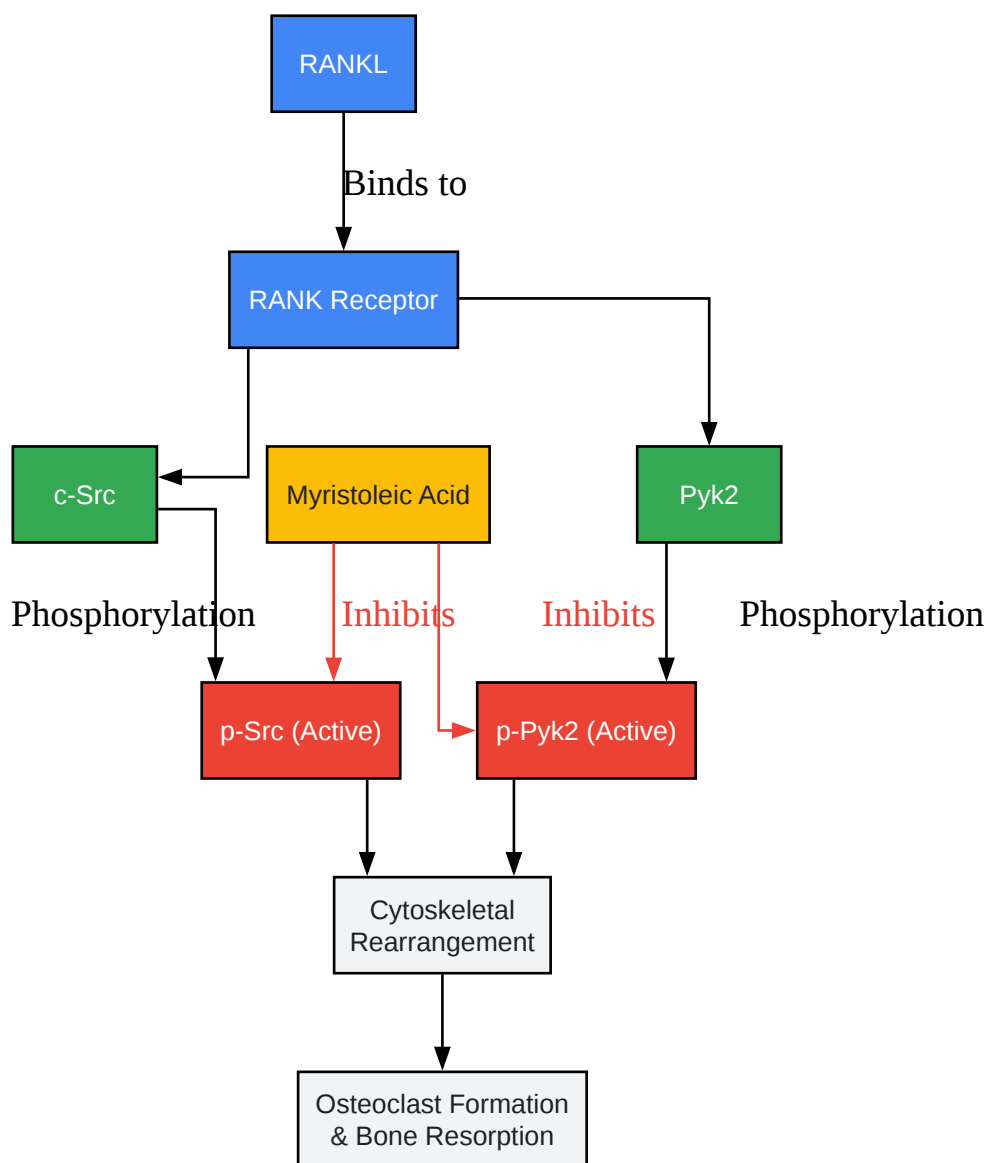 RANKL
Binds to
RANK Receptor
c-Src
Myristoleic Acid
Pyk2
Phosphorylation
Inhibits
Inhibits
Phosphorylation
p-Src (Active)
p-Pyk2 (Active)
Cytoskeletal
Rearrangement
Osteoclast Formation
& Bone Resorption